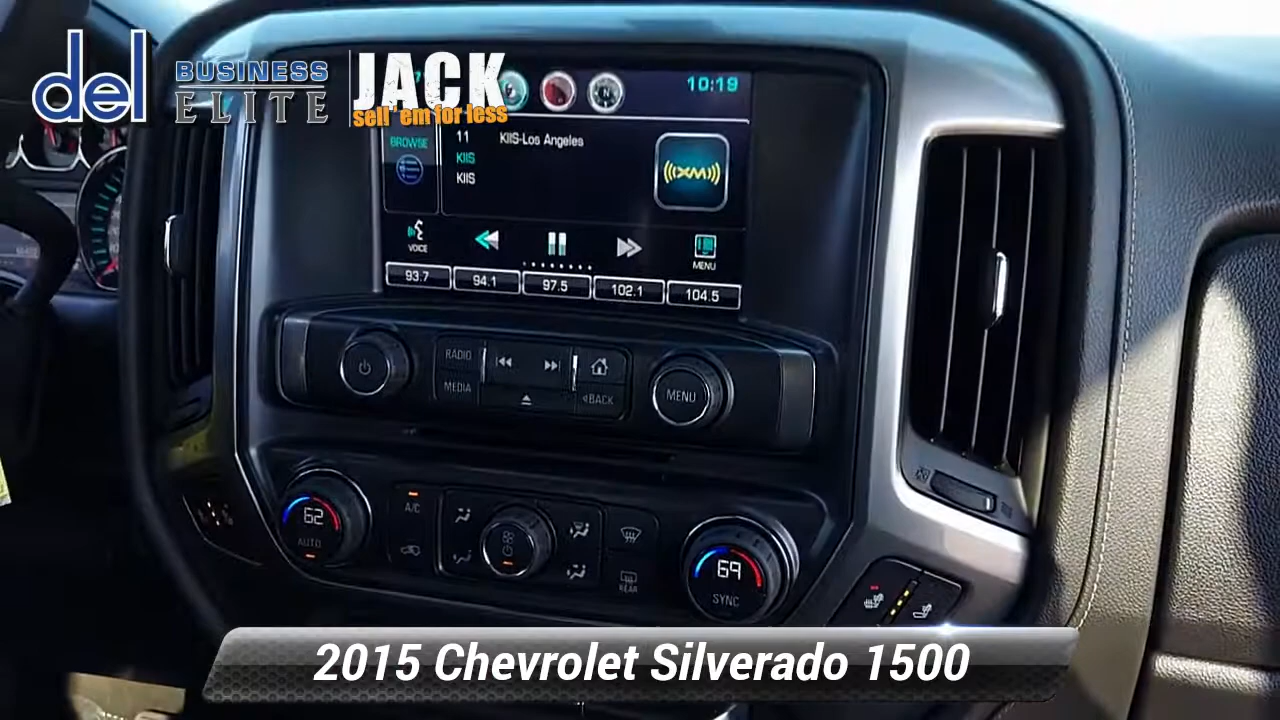 del
BUSINESS
ELITE
JACK
sell 'em for less
10:19
N
BROWSE
11 KIIS-Los Angeles
KIIS
KIIS
((XM))
VOICE
MENU
93.7 94.1 97.5 102.1 104.5
RADIO
MEDIA
BACK
MENU
62
AUTO
A/C
REAR
69
SYNC
2015 Chevrolet Silverado 1500